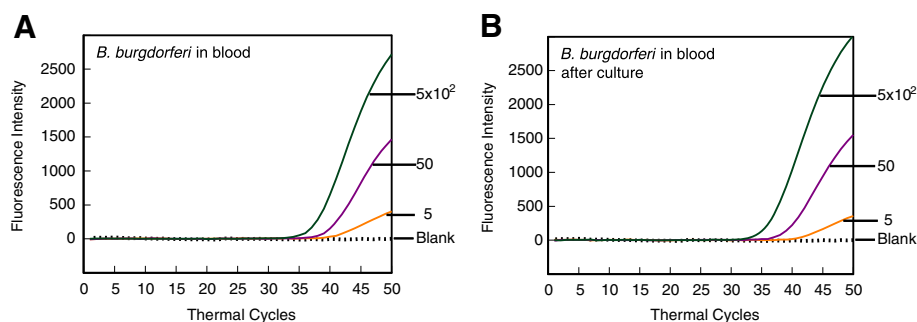 A
B. burgdorferi in blood
Fluorescence Intensity
2500
2000
1500
1000
500
0
5x10²
50
5
Blank
0 5 10 15 20 25 30 35 40 45 50
Thermal Cycles
B
B. burgdorferi in blood
after culture
Fluorescence Intensity
2500
2000
1500
1000
500
0
5x10²
50
5
Blank
0 5 10 15 20 25 30 35 40 45 50
Thermal Cycles